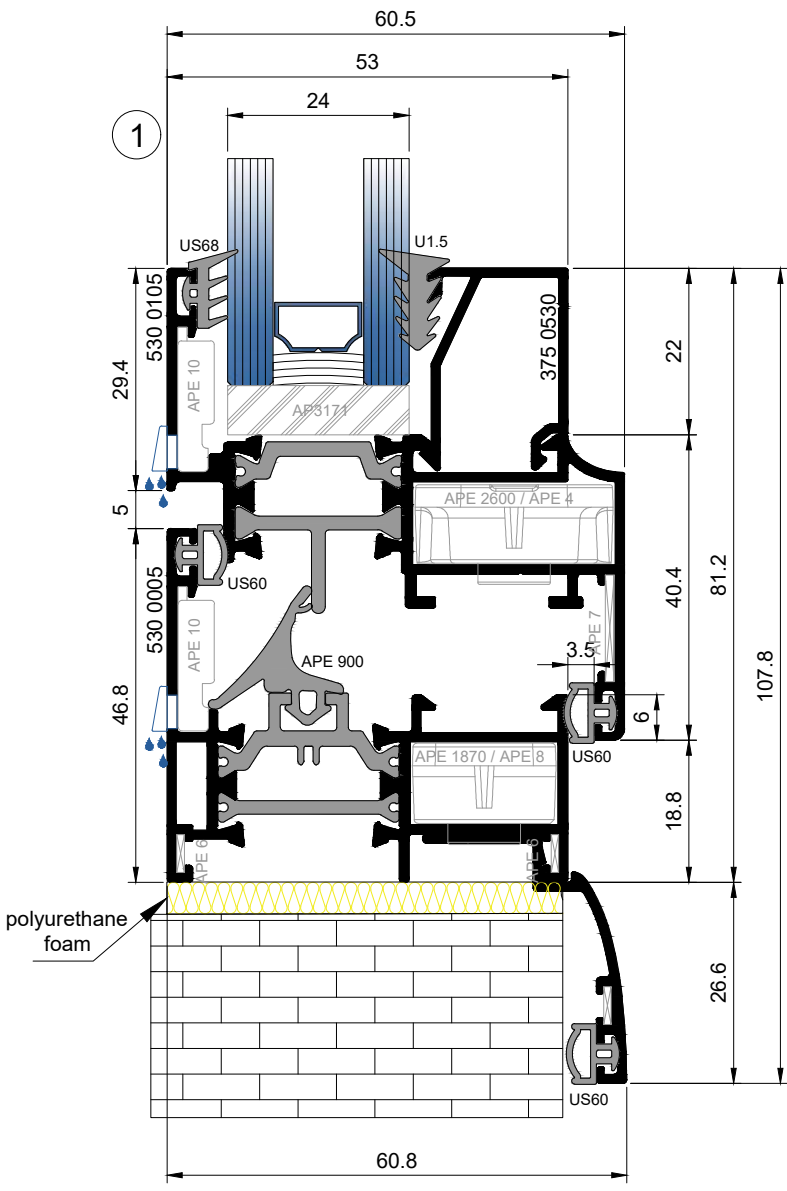 60.5
53
24
1
US68
U1.5
530 0105
375 0530
29.4
22
APE 10
AP3171
APE 2600 / APE 4
5
US60
530 0005
40.4
81.2
APE 10
APE 7
APE 900
3.5
107.8
46.8
6
APE 1870 / APE 8
US60
18.8
APE 6
APE 6
polyurethane
foam
26.6
US60
60.8